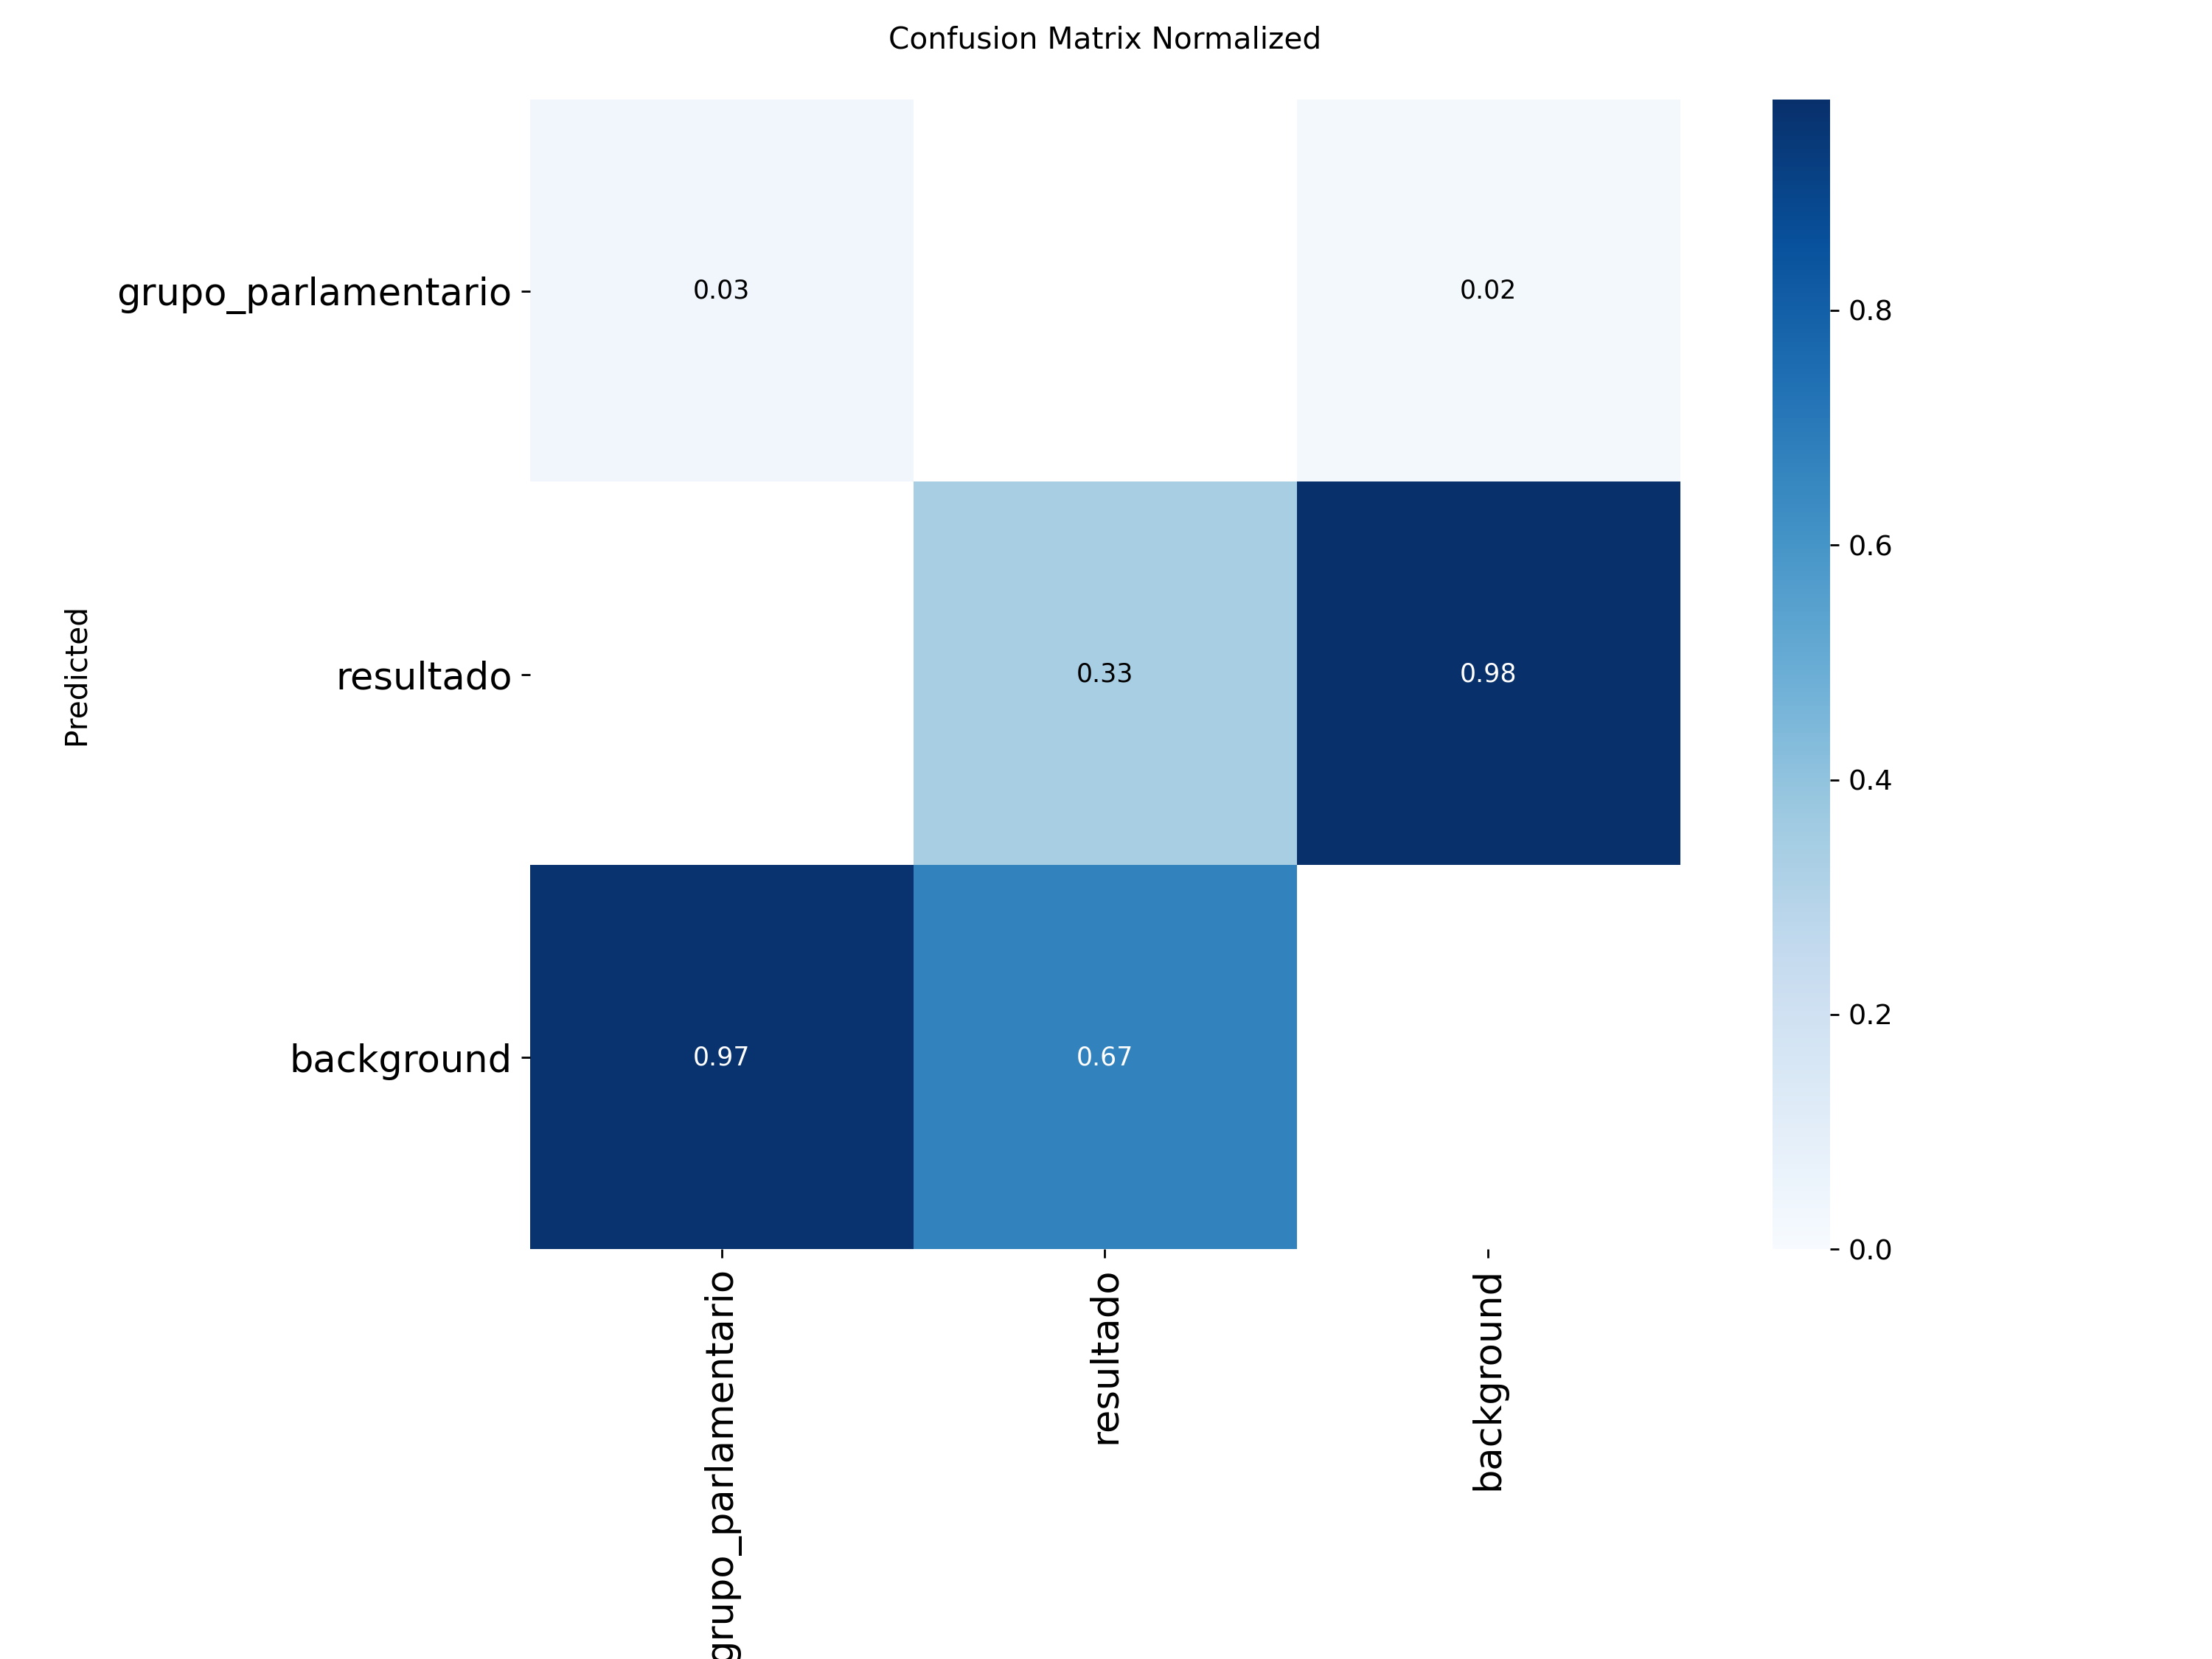 Confusion Matrix Normalized
grupo_parlamentario
0.03
0.02
resultado
0.33
0.98
background
0.97
0.67
Predicted
grupo_parlamentario
resultado
background
0.8
0.6
0.4
0.2
0.0